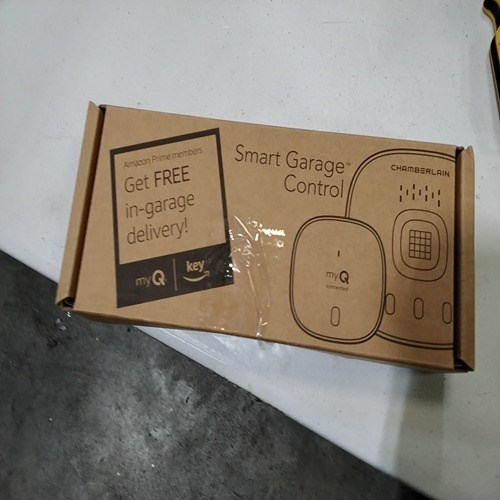 Amazon Prime members
Get FREE
in-garage
delivery!
myQ | key
Smart Garage™
Control
CHAMBERLAIN
myQ
connected